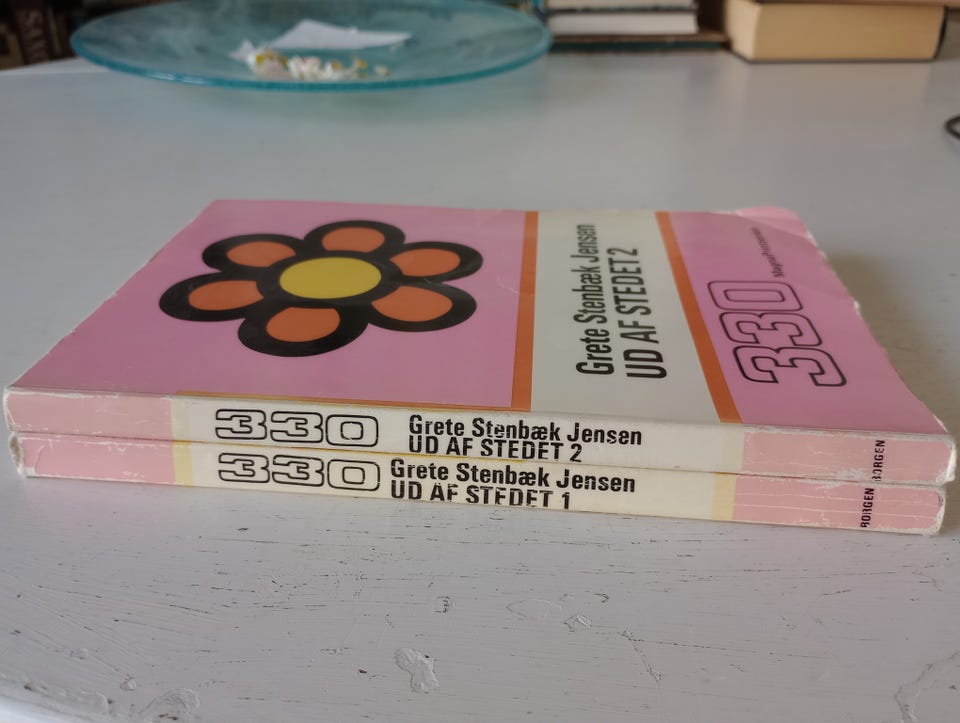 Grete Stenbæk Jensen
UD AF STEDET 2
330
330
Grete Stenbæk Jensen
UD AF STEDET 2
BORGEN
330
Grete Stenbæk Jensen
UD AF STEDET 1
BORGEN